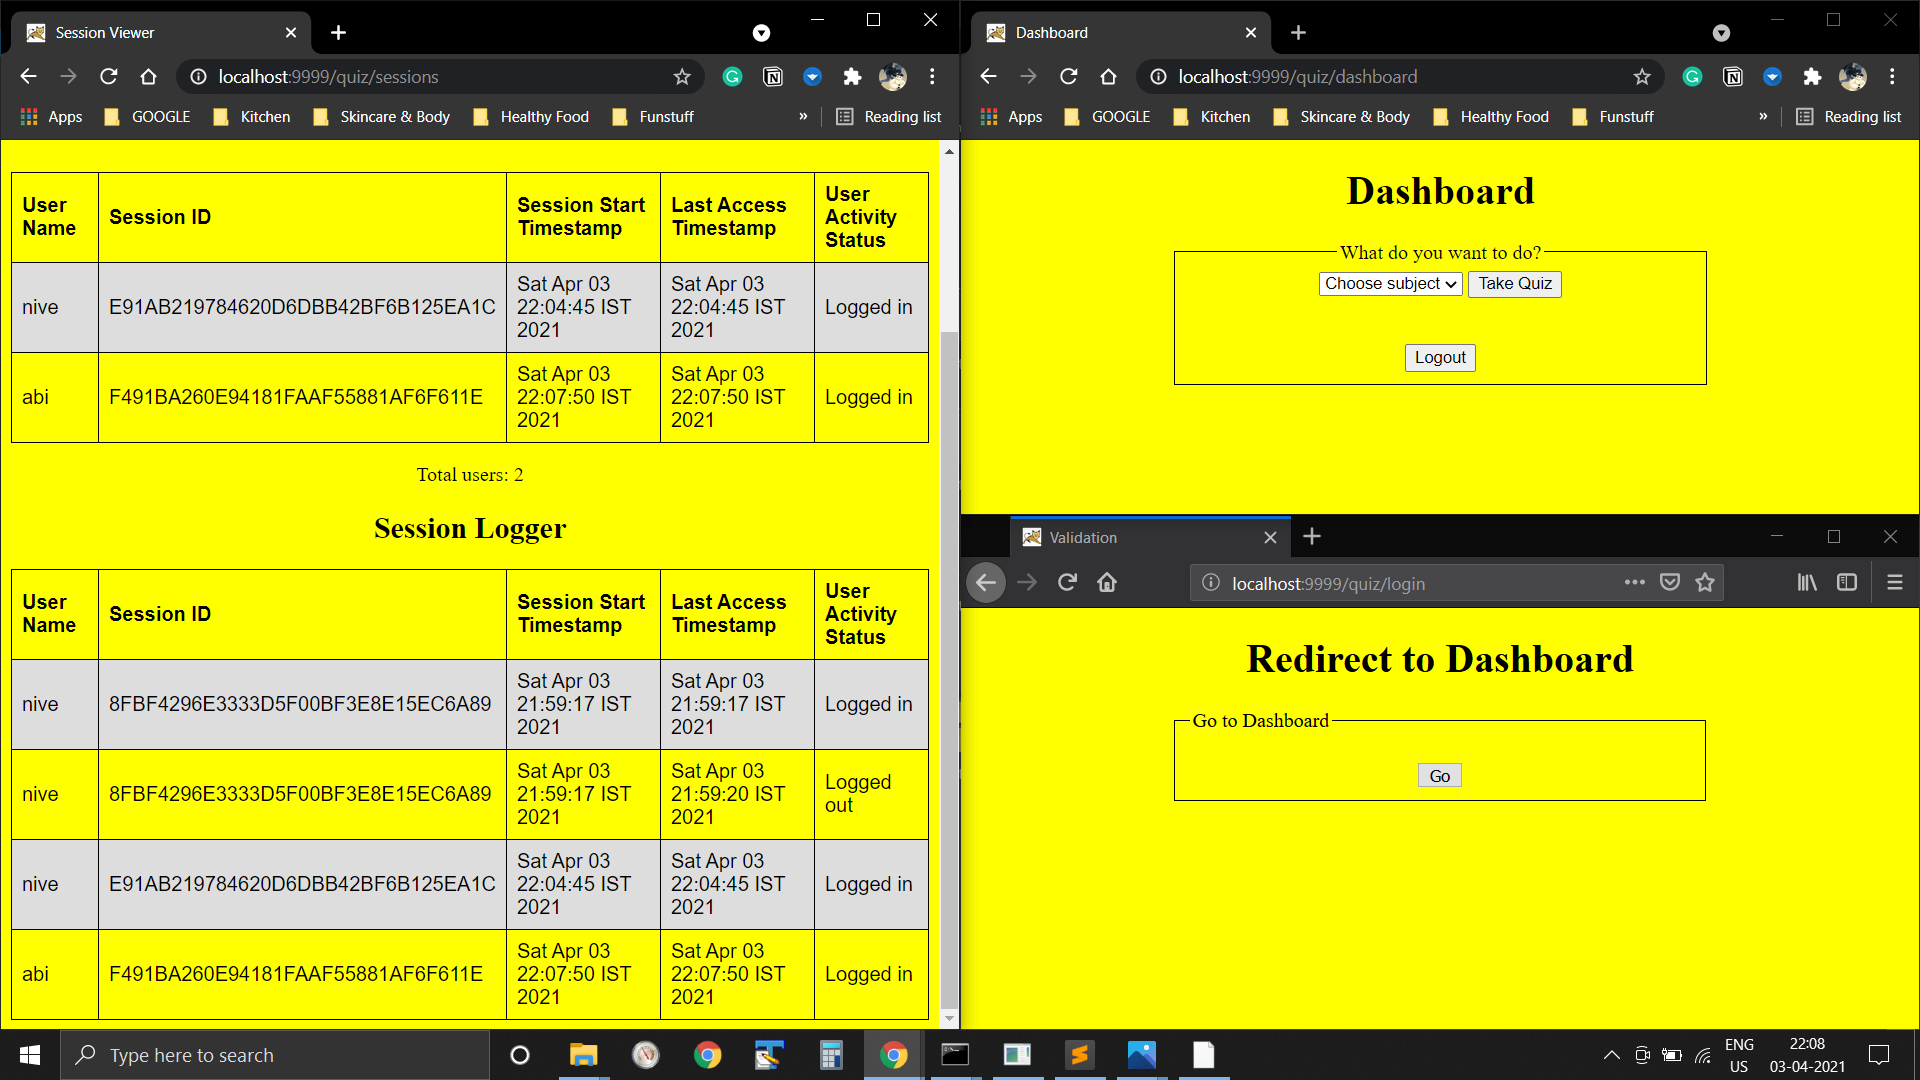 Session Viewer
localhost:9999/quiz/sessions
Apps GOOGLE Kitchen Skincare & Body Healthy Food Funstuff » Reading list
User Name Session ID Session Start Timestamp Last Access Timestamp User Activity Status
nive E91AB219784620D6DBB42BF6B125EA1C Sat Apr 03 22:04:45 IST 2021 Sat Apr 03 22:04:45 IST 2021 Logged in
abi F491BA260E94181FAAF55881AF6F611E Sat Apr 03 22:07:50 IST 2021 Sat Apr 03 22:07:50 IST 2021 Logged in
Total users: 2
Session Logger
User Name Session ID Session Start Timestamp Last Access Timestamp User Activity Status
nive 8FBF4296E3333D5F00BF3E8E15EC6A89 Sat Apr 03 21:59:17 IST 2021 Sat Apr 03 21:59:17 IST 2021 Logged in
nive 8FBF4296E3333D5F00BF3E8E15EC6A89 Sat Apr 03 21:59:17 IST 2021 Sat Apr 03 21:59:20 IST 2021 Logged out
nive E91AB219784620D6DBB42BF6B125EA1C Sat Apr 03 22:04:45 IST 2021 Sat Apr 03 22:04:45 IST 2021 Logged in
abi F491BA260E94181FAAF55881AF6F611E Sat Apr 03 22:07:50 IST 2021 Sat Apr 03 22:07:50 IST 2021 Logged in
Dashboard
localhost:9999/quiz/dashboard
Apps GOOGLE Kitchen Skincare & Body Healthy Food Funstuff » Reading list
Dashboard
What do you want to do?
Choose subject Take Quiz
Logout
Validation
localhost:9999/quiz/login
Redirect to Dashboard
Go to Dashboard
Go
Type here to search
ENG US
22:08
03-04-2021